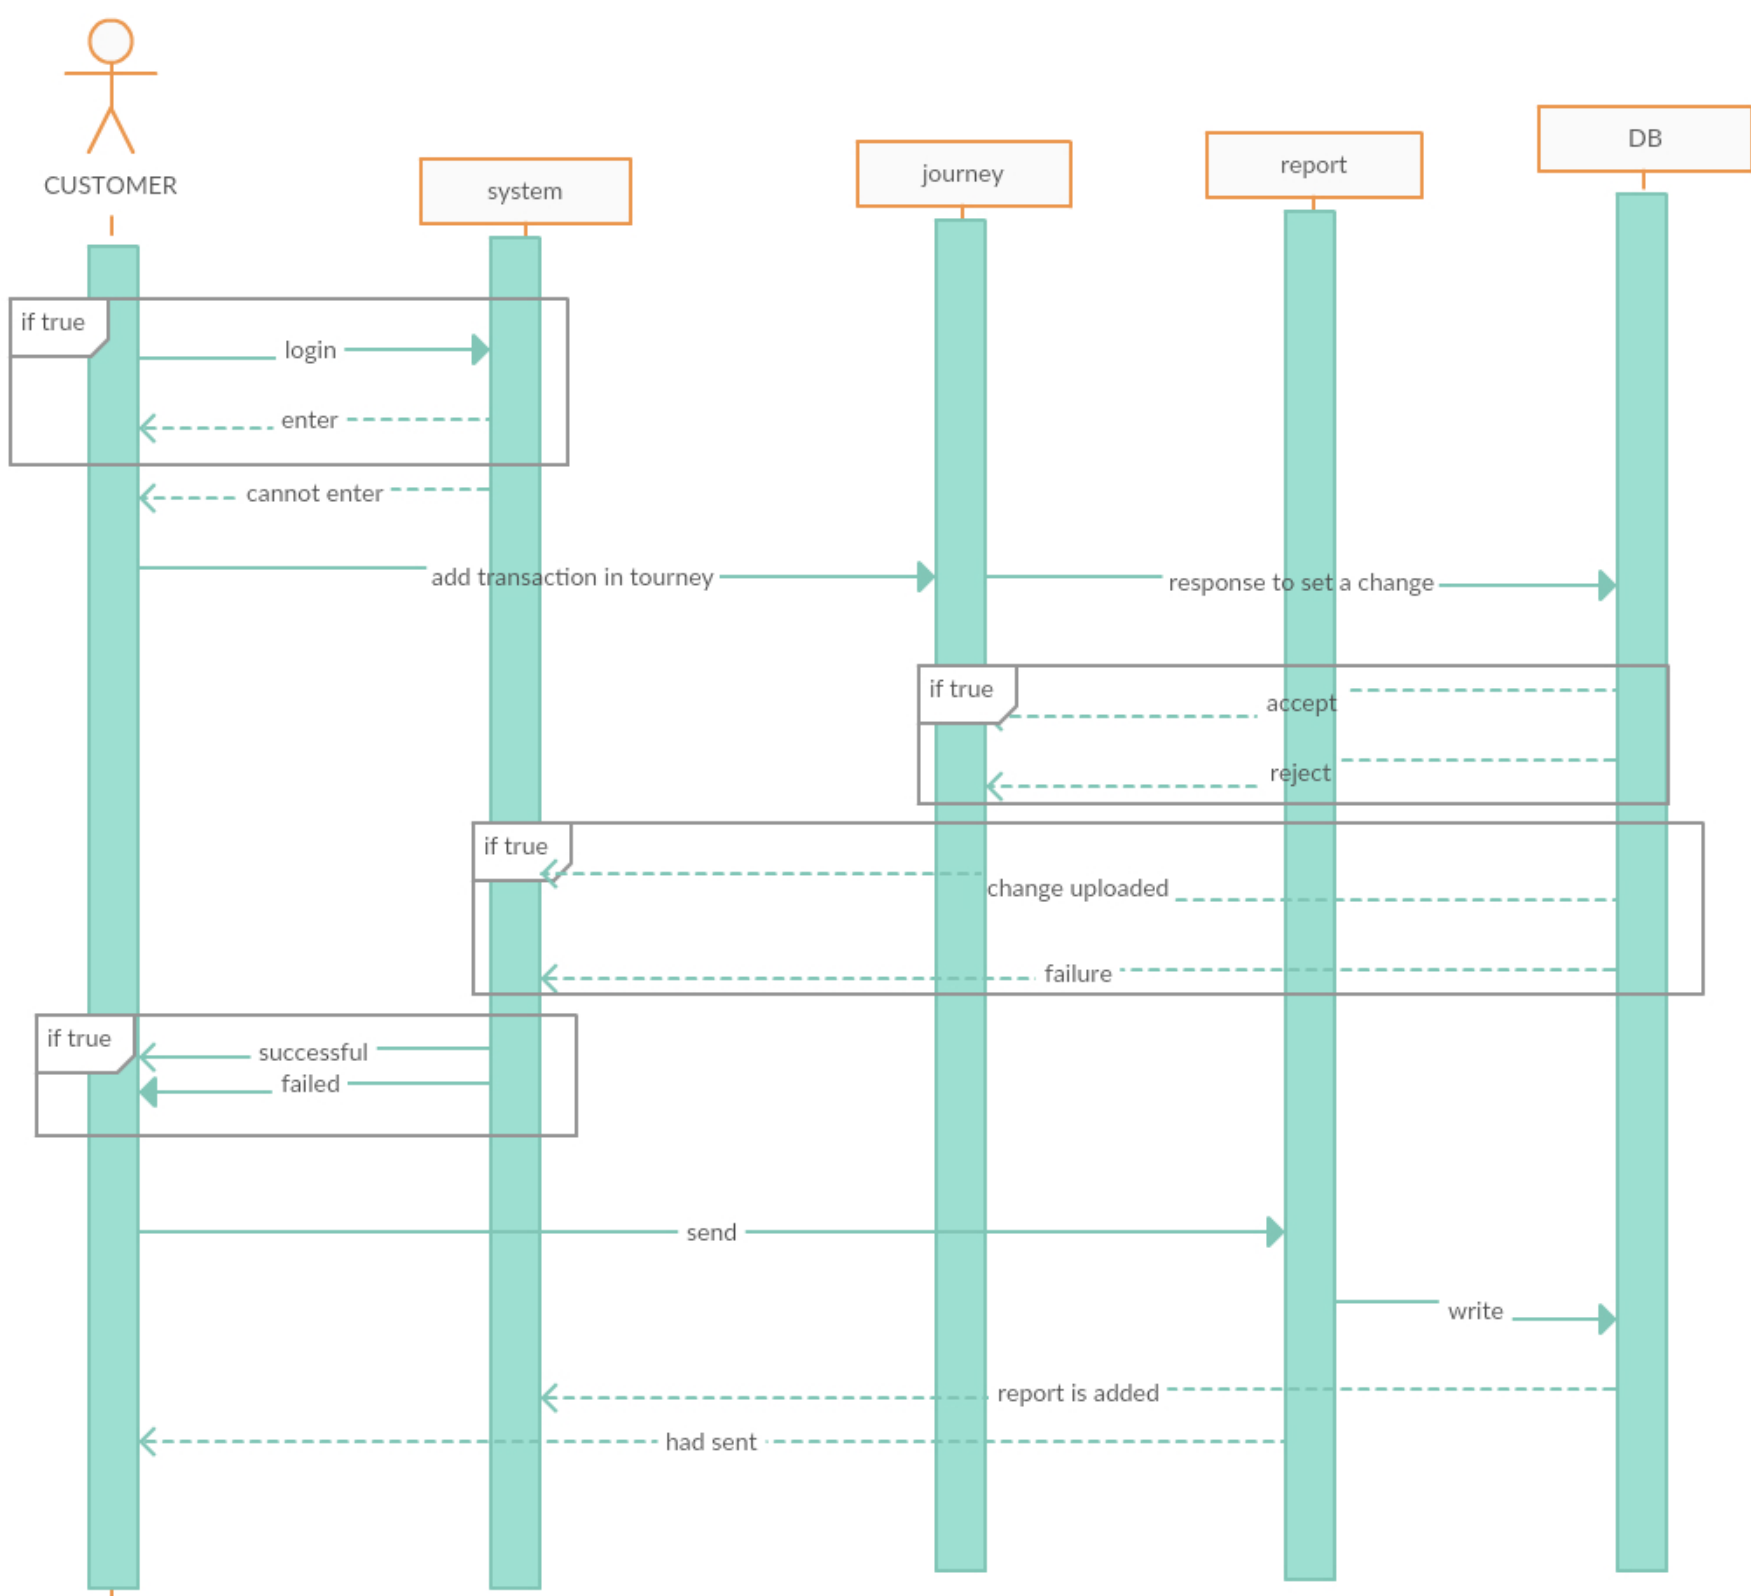 CUSTOMER
system
journey
report
DB
if true
login
enter
cannot enter
add transaction in tourney
response to set a change
if true
accept
reject
if true
change uploaded
failure
if true
successful
failed
send
write
report is added
had sent